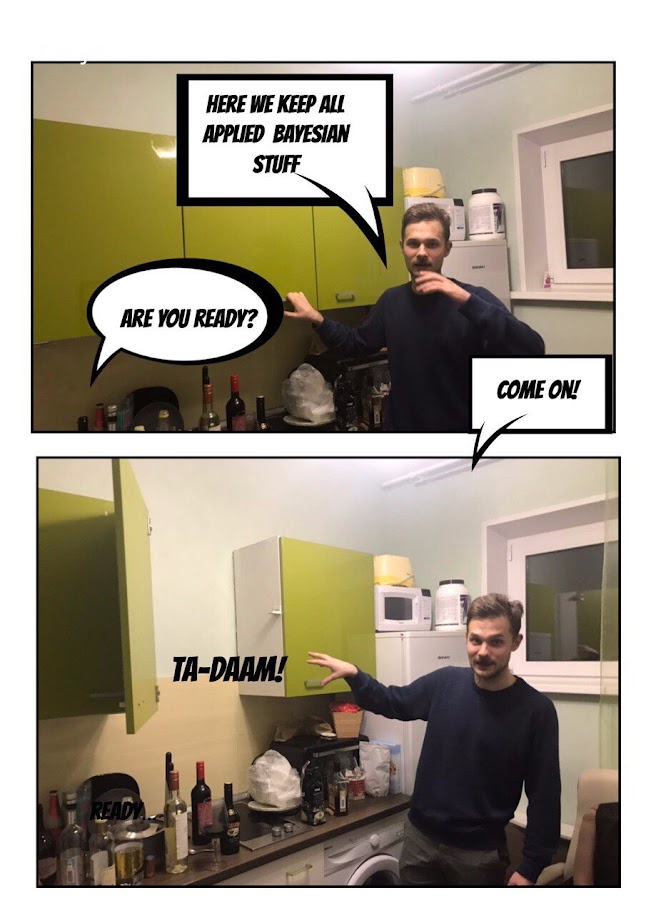 HERE WE KEEP ALL
APPLIED BAYESIAN
STUFF
ARE YOU READY?
COME ON!
TA-DAAM!
READY...